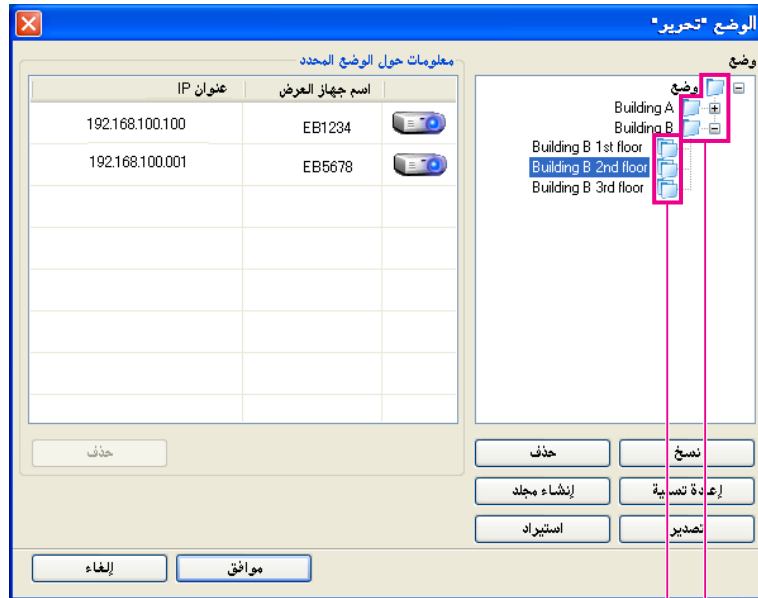 الوضع "تحرير"
وضع
وضع
Building A
Building B
Building B 1st floor
Building B 2nd floor
Building B 3rd floor
معلومات حول الوضع المحدد
اسم جهاز العرض عنوان IP
EB1234 192.168.100.100
EB5678 192.168.100.001
نسخ حذف
إعادة تسمية إنشاء مجلد
تصدير استيراد
حذف
موافق إلغاء